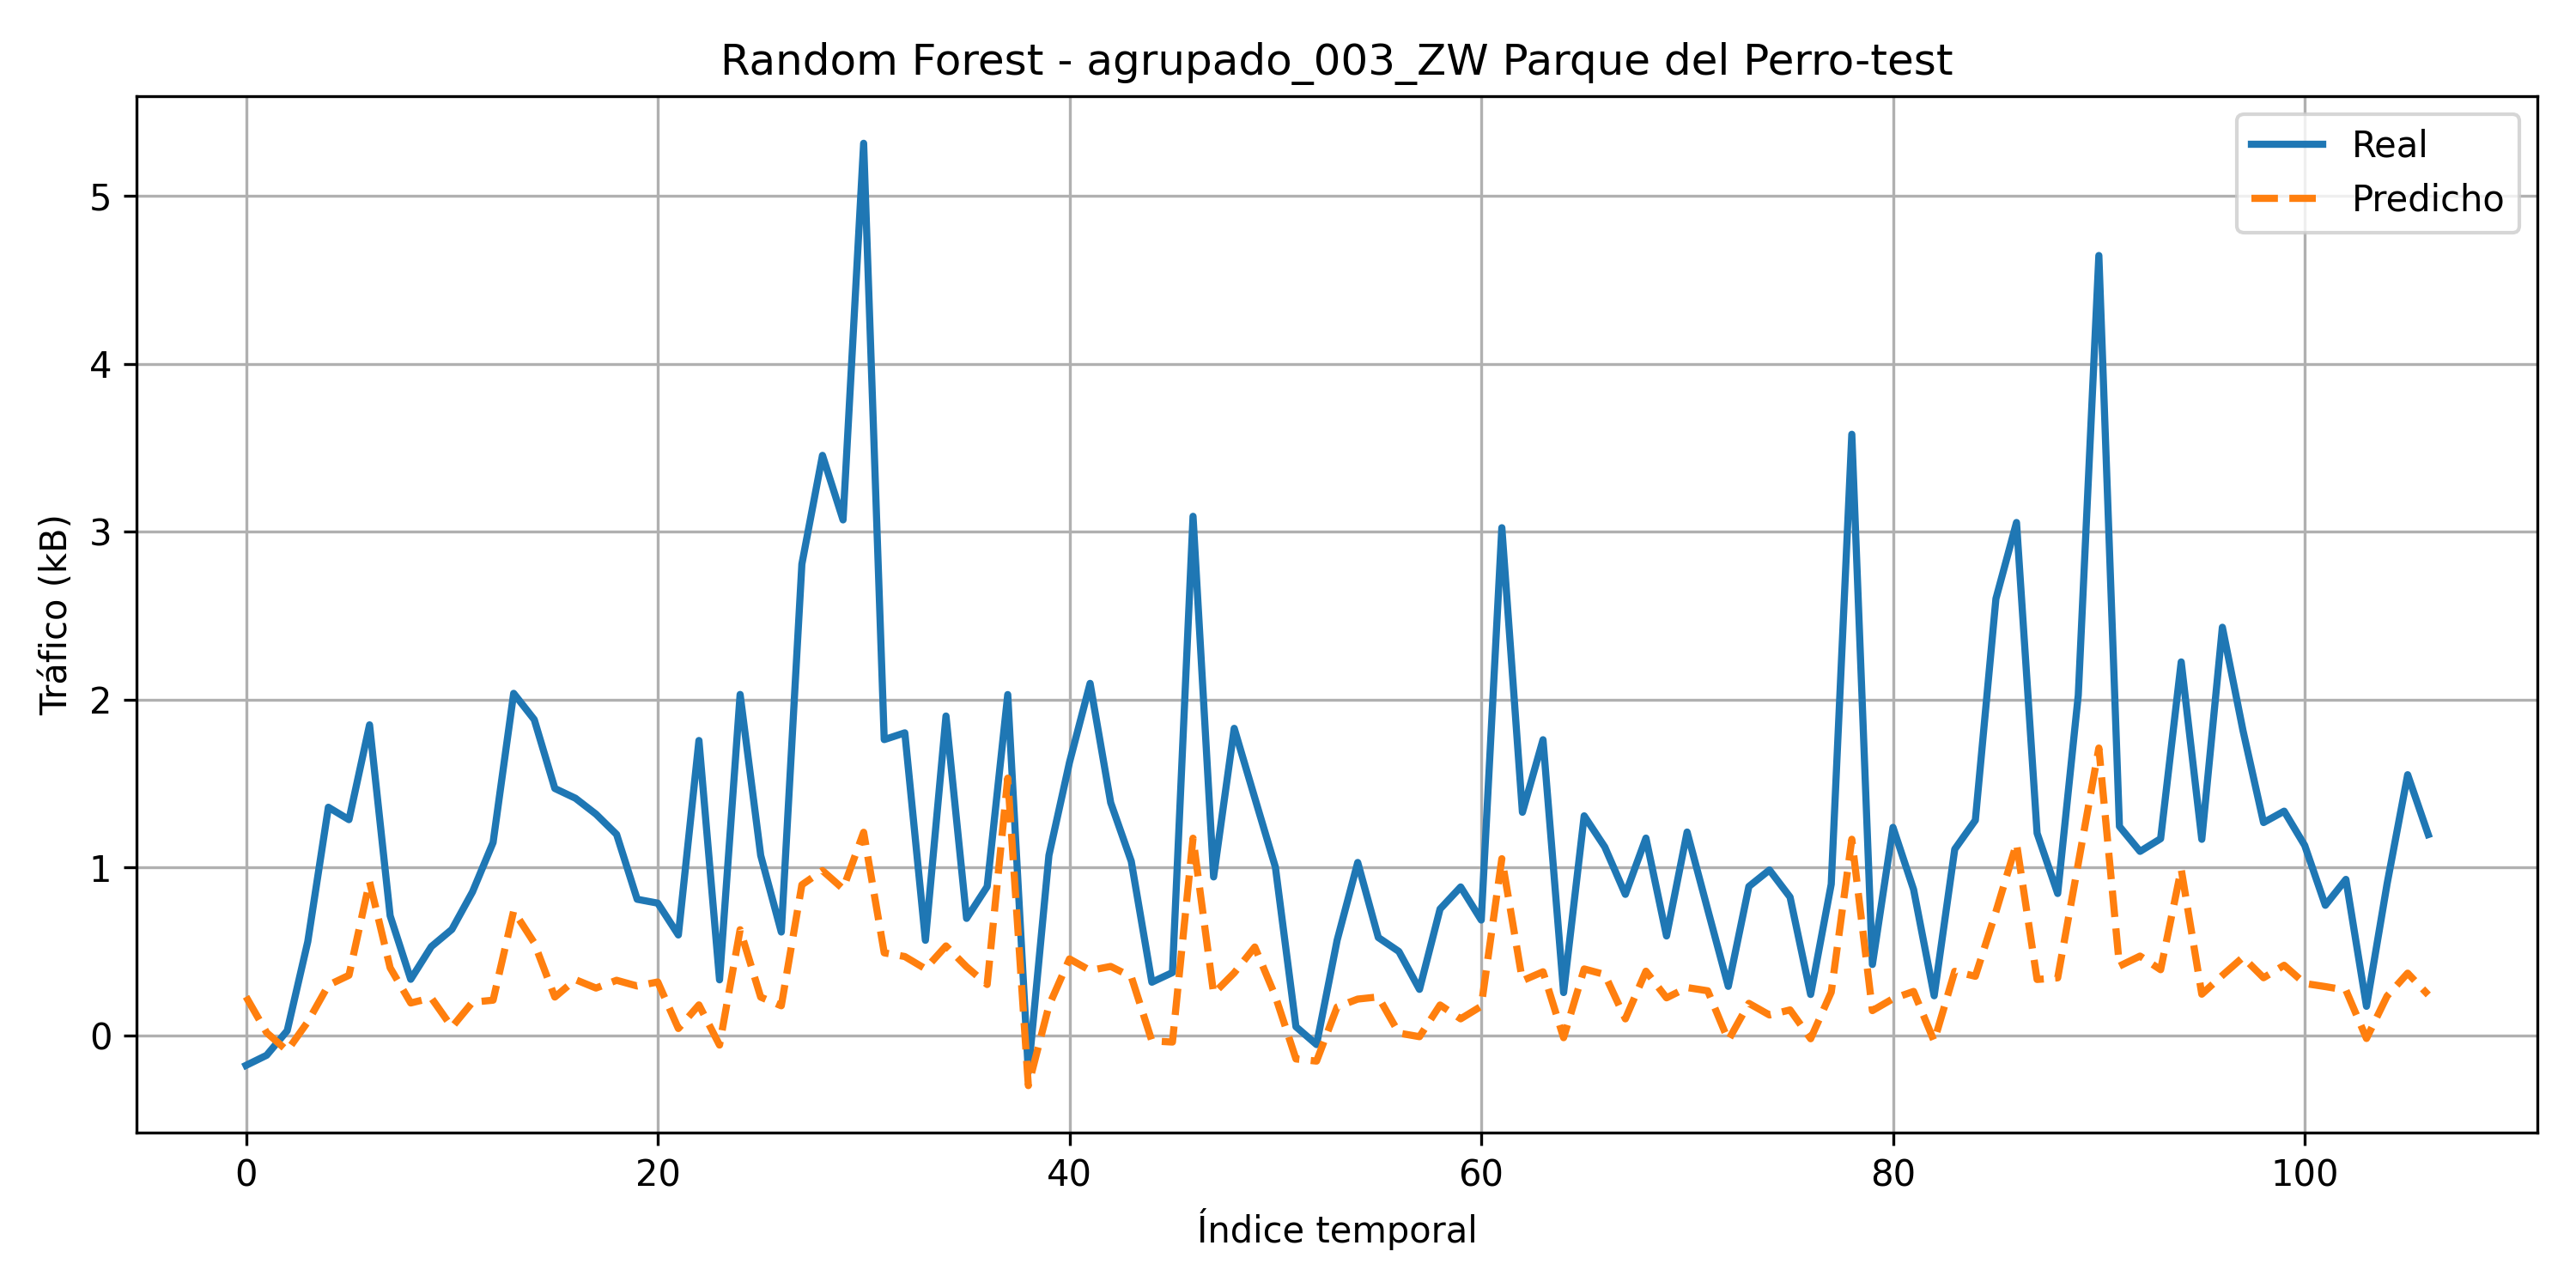 Random Forest - agrupado_003_ZW Parque del Perro-test
Real
Predicho
Tráfico (kB)
5
4
3
2
1
0
0 20 40 60 80 100
Índice temporal